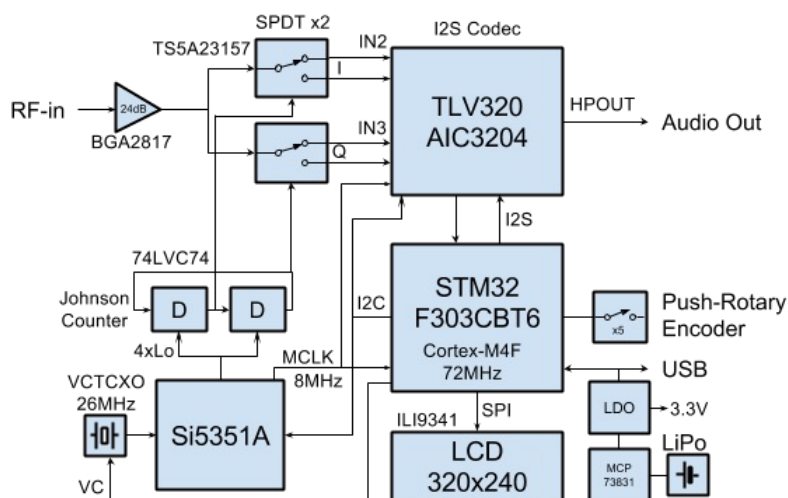 SPDT x2
TS5A23157
IN2
I2S Codec
I
RF-in
24dB
BGA2817
TLV320
AIC3204
HPOUT
Audio Out
IN3
Q
I2S
74LVC74
Johnson
Counter
D
D
I2C
STM32
F303CBT6
Cortex-M4F
72MHz
x5
Push-Rotary
Encoder
4xLo
MCLK
8MHz
USB
VCTCXO
26MHz
Si5351A
ILI9341
SPI
LDO
3.3V
LCD
320x240
LiPo
MCP
73831
VC